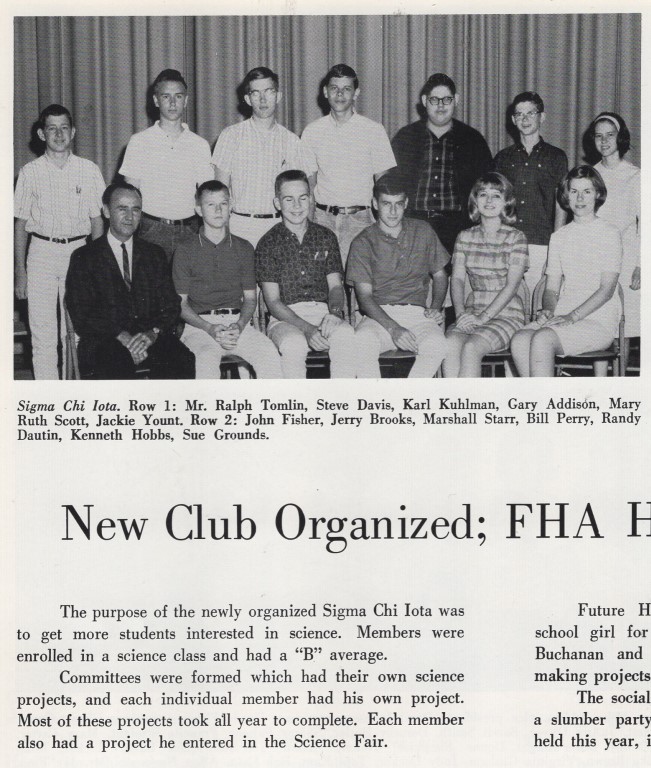 Sigma Chi Iota. Row 1: Mr. Ralph Tomlin, Steve Davis, Karl Kuhlman, Gary Addison, Mary
Ruth Scott, Jackie Yount. Row 2: John Fisher, Jerry Brooks, Marshall Starr, Bill Perry, Randy
Dautin, Kenneth Hobbs, Sue Grounds.
New Club Organized; FHA H
The purpose of the newly organized Sigma Chi Iota was
to get more students interested in science. Members were
enrolled in a science class and had a “B” average.
Committees were formed which had their own science
projects, and each individual member had his own project.
Most of these projects took all year to complete. Each member
also had a project he entered in the Science Fair.
Future H
school girl for
Buchanan and
making projects
The social
a slumber party
held this year, i